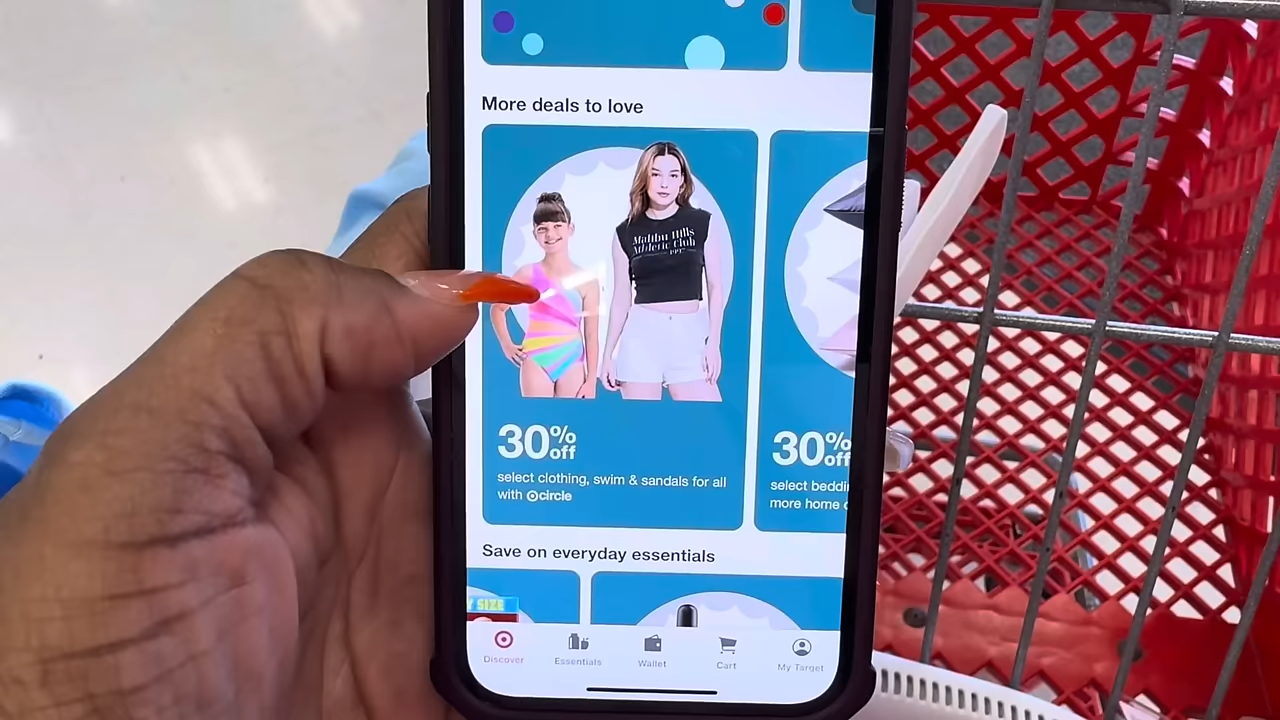 More deals to love
Malibu Hills
Athletic Club
1997
30% off
select clothing, swim & sandals for all
with circle
30% off
select beddi
more home
Save on everyday essentials
SIZE
Discover
Essentials
Wallet
Cart
My Target